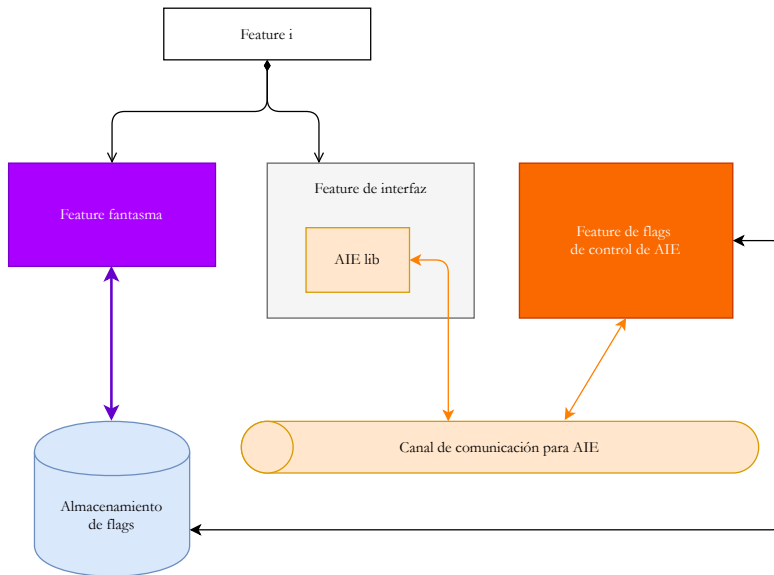 Feature i
Feature fantasma
Feature de interfaz
AIE lib
Feature de flags
de control de AIE
Canal de comunicación para AIE
Almacenamiento
de flags